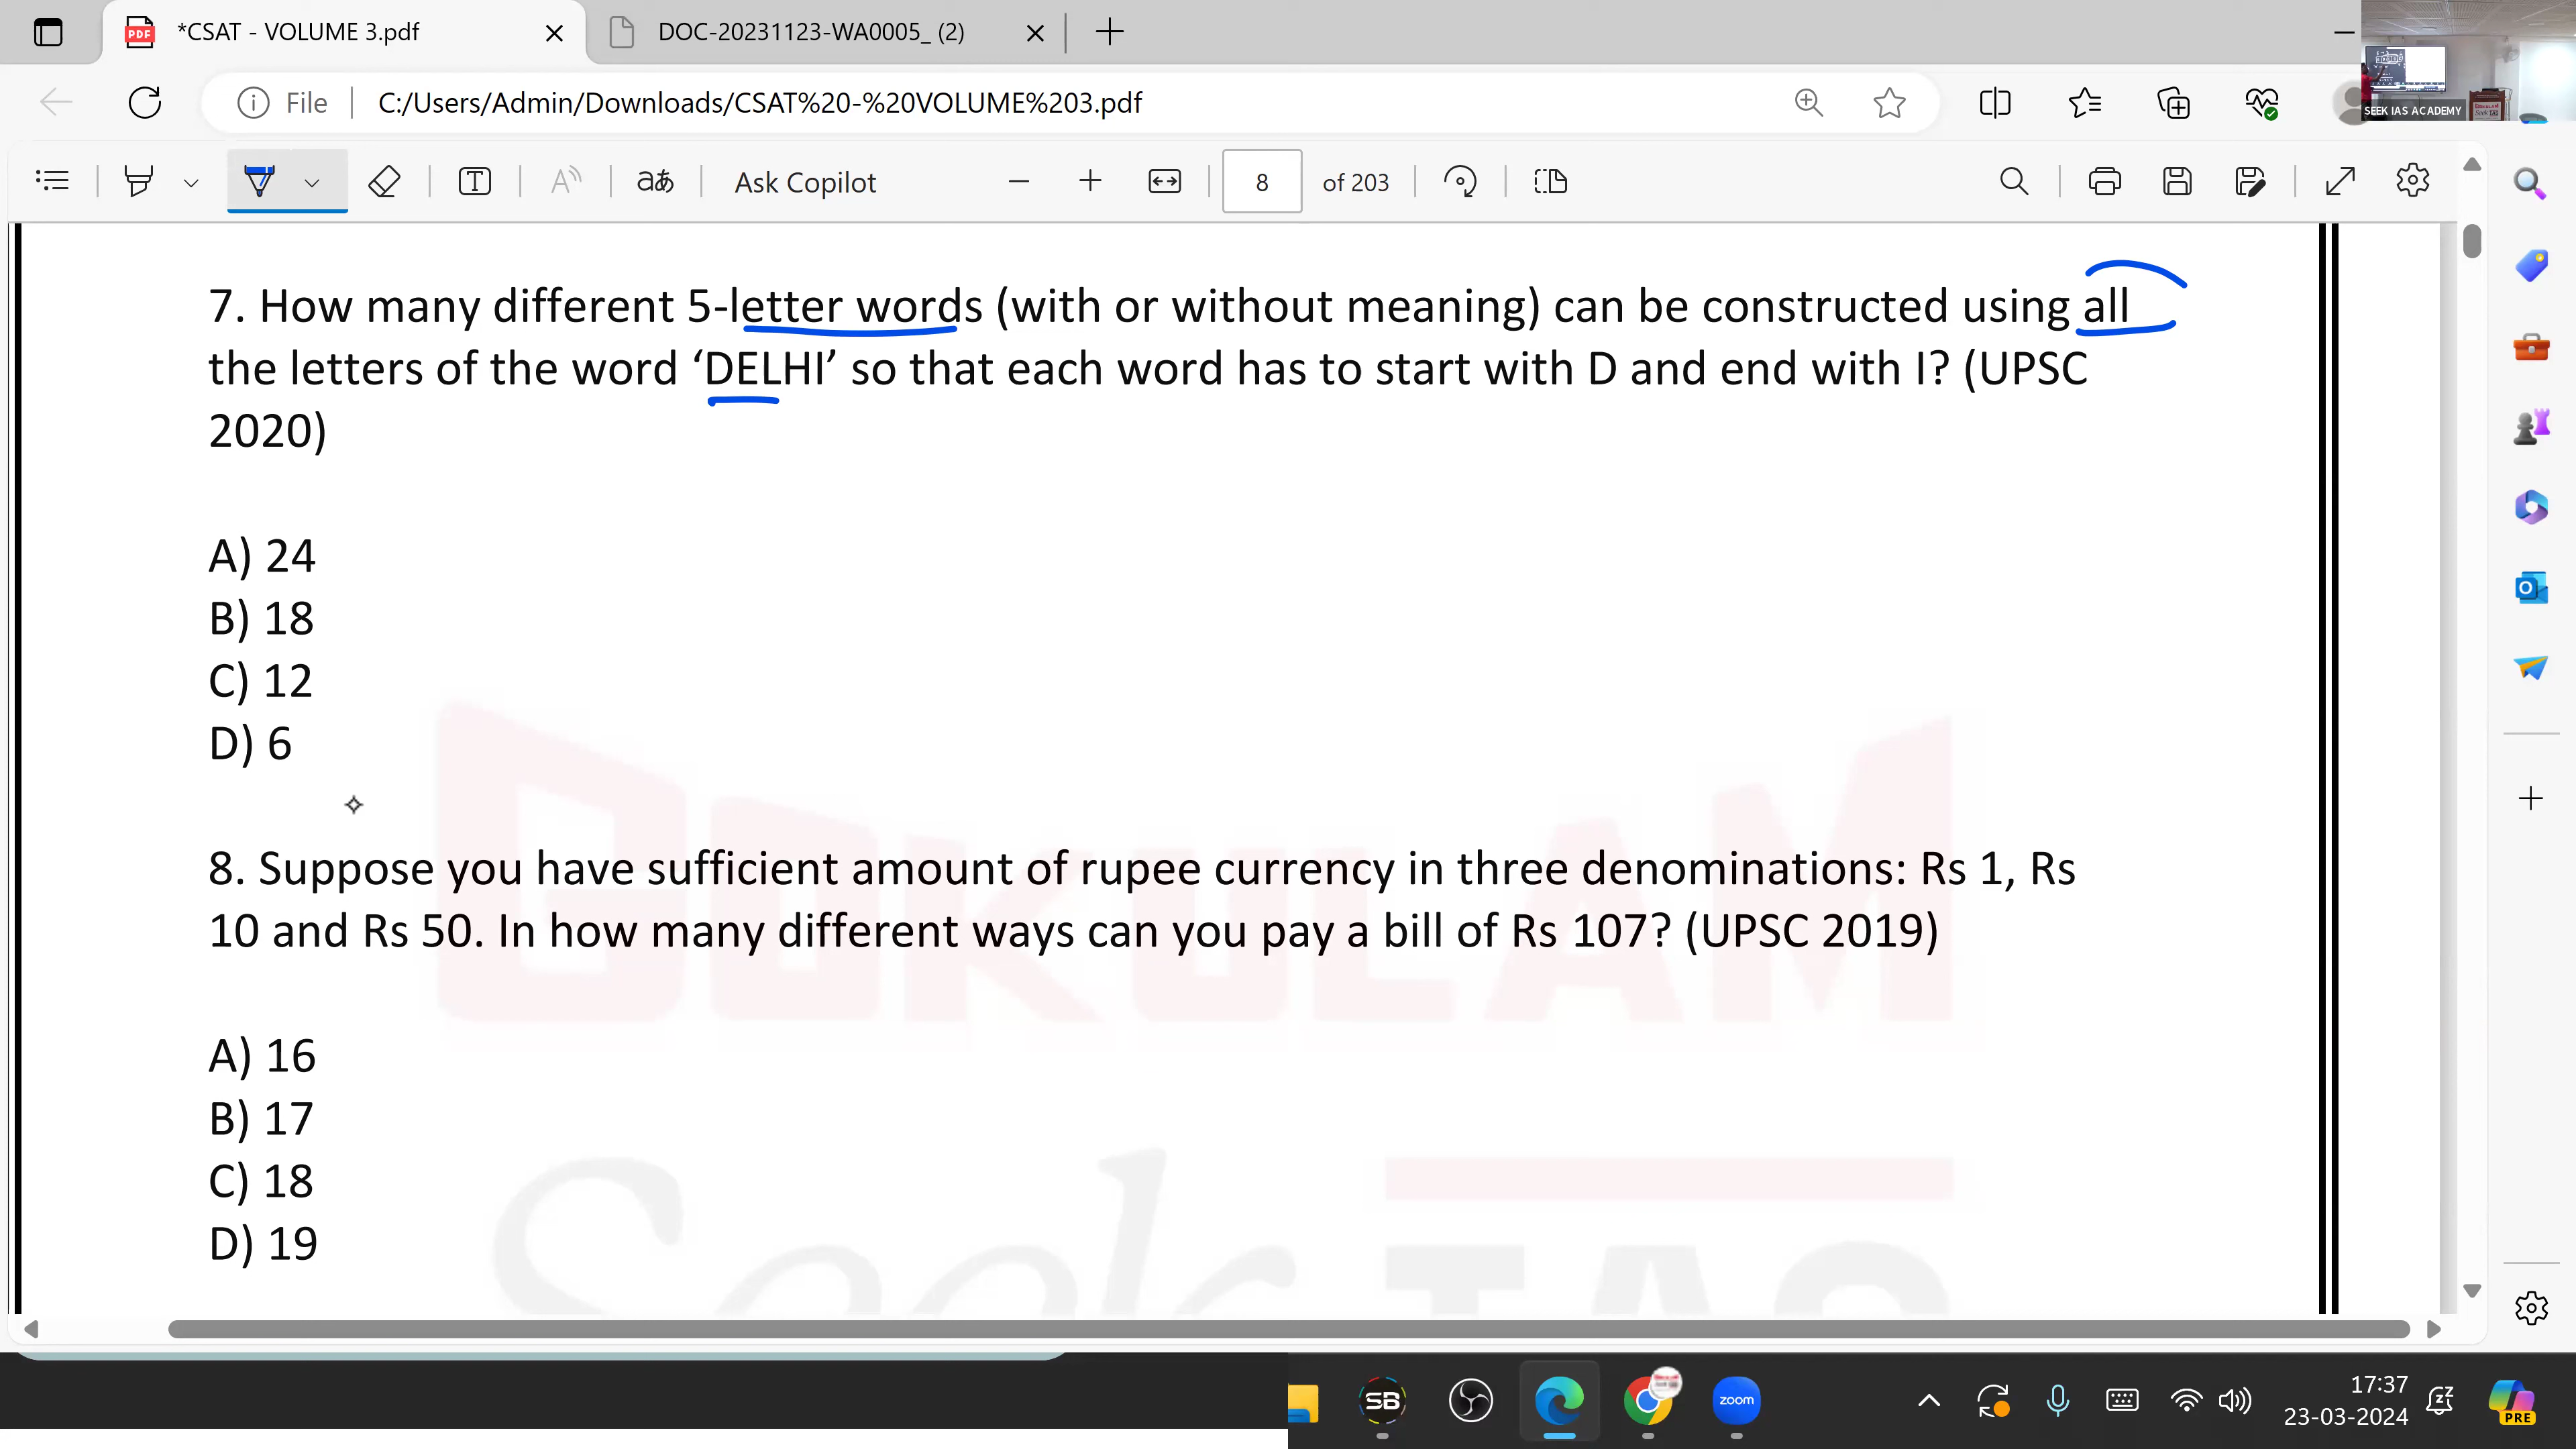 *CSAT - VOLUME 3.pdf
DOC-20231123-WA0005_ (2)
SEEK IAS ACADEMY
File
C:/Users/Admin/Downloads/CSAT%20-%20VOLUME%203.pdf
Ask Copilot
8 of 203
7. How many different 5-letter words (with or without meaning) can be constructed using all
the letters of the word ‘DELHI’ so that each word has to start with D and end with I? (UPSC
2020)
A) 24
B) 18
C) 12
D) 6
8. Suppose you have sufficient amount of rupee currency in three denominations: Rs 1, Rs
10 and Rs 50. In how many different ways can you pay a bill of Rs 107? (UPSC 2019)
A) 16
B) 17
C) 18
D) 19
GOKULAM
Seek IAS
SB
zoom
17:37
23-03-2024
PRE